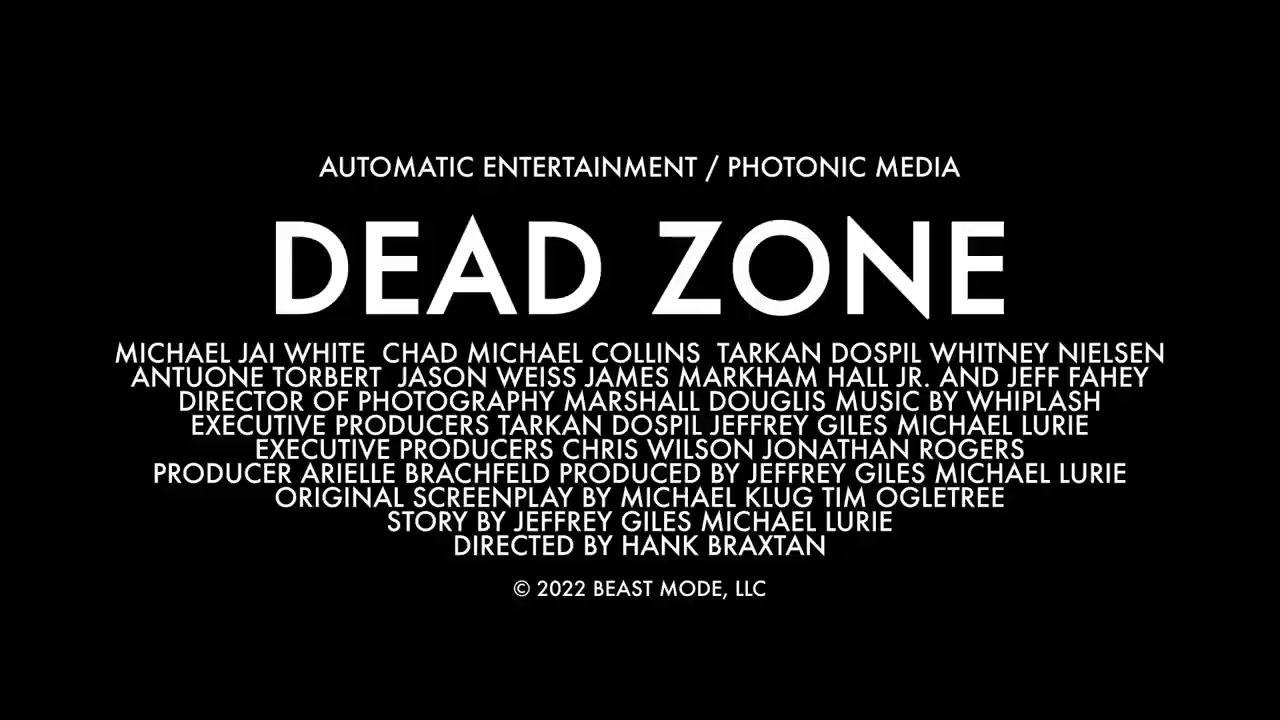 AUTOMATIC ENTERTAINMENT / PHOTONIC MEDIA
DEAD ZONE
MICHAEL JAI WHITE CHAD MICHAEL COLLINS TARKAN DOSPIL WHITNEY NIELSEN
ANTUONE TORBERT JASON WEISS JAMES MARKHAM HALL JR. AND JEFF FAHEY
DIRECTOR OF PHOTOGRAPHY MARSHALL DOUGLIS MUSIC BY WHIPLASH
EXECUTIVE PRODUCERS TARKAN DOSPIL JEFFREY GILES MICHAEL LURIE
EXECUTIVE PRODUCERS CHRIS WILSON JONATHAN ROGERS
PRODUCER ARIELLE BRACHFELD PRODUCED BY JEFFREY GILES MICHAEL LURIE
ORIGINAL SCREENPLAY BY MICHAEL KLUG TIM OGLETREE
STORY BY JEFFREY GILES MICHAEL LURIE
DIRECTED BY HANK BRAXTAN
© 2022 BEAST MODE, LLC